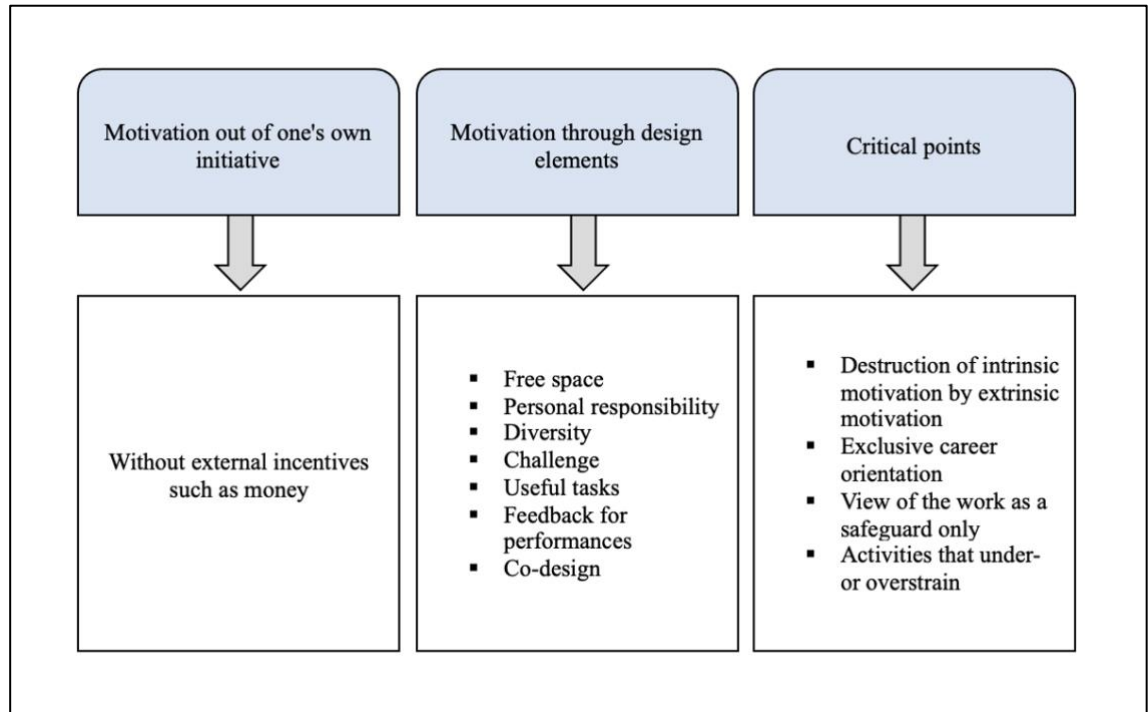 Motivation out of one's own
initiative
Motivation through design
elements
Critical points
Without external incentives
such as money
▪ Free space
▪ Personal responsibility
▪ Diversity
▪ Challenge
▪ Useful tasks
▪ Feedback for
performances
▪ Co-design
▪ Destruction of intrinsic
motivation by extrinsic
motivation
▪ Exclusive career
orientation
▪ View of the work as a
safeguard only
▪ Activities that under-
or overstrain